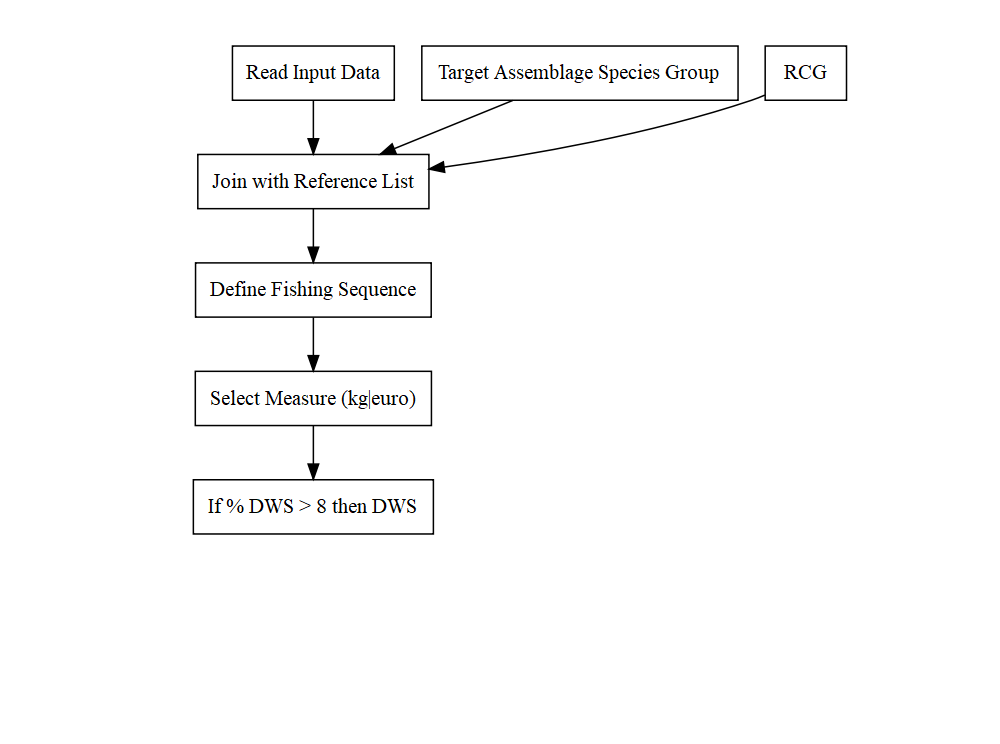 Read Input Data
Target Assemblage Species Group
RCG
Join with Reference List
Define Fishing Sequence
Select Measure (kg|euro)
If % DWS > 8 then DWS